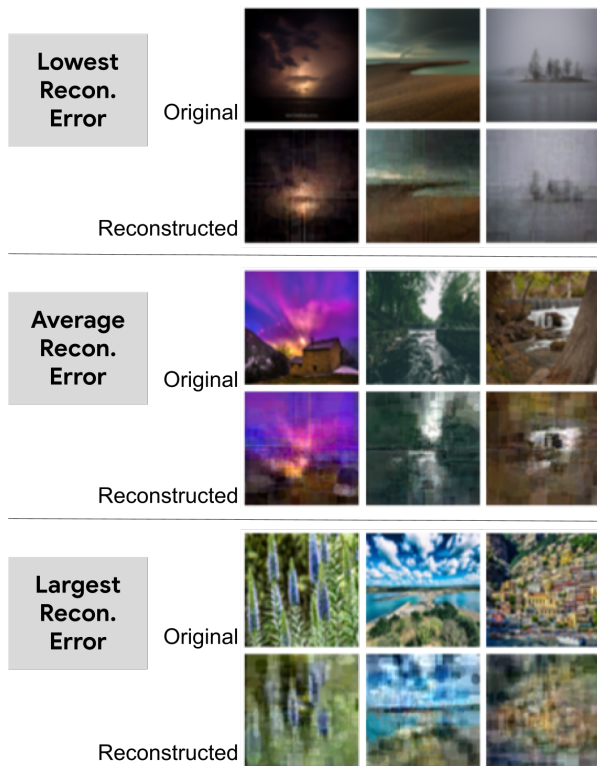 Lowest
Recon.
Error
Original
Reconstructed
Average
Recon.
Error
Original
Reconstructed
Largest
Recon.
Error
Original
Reconstructed